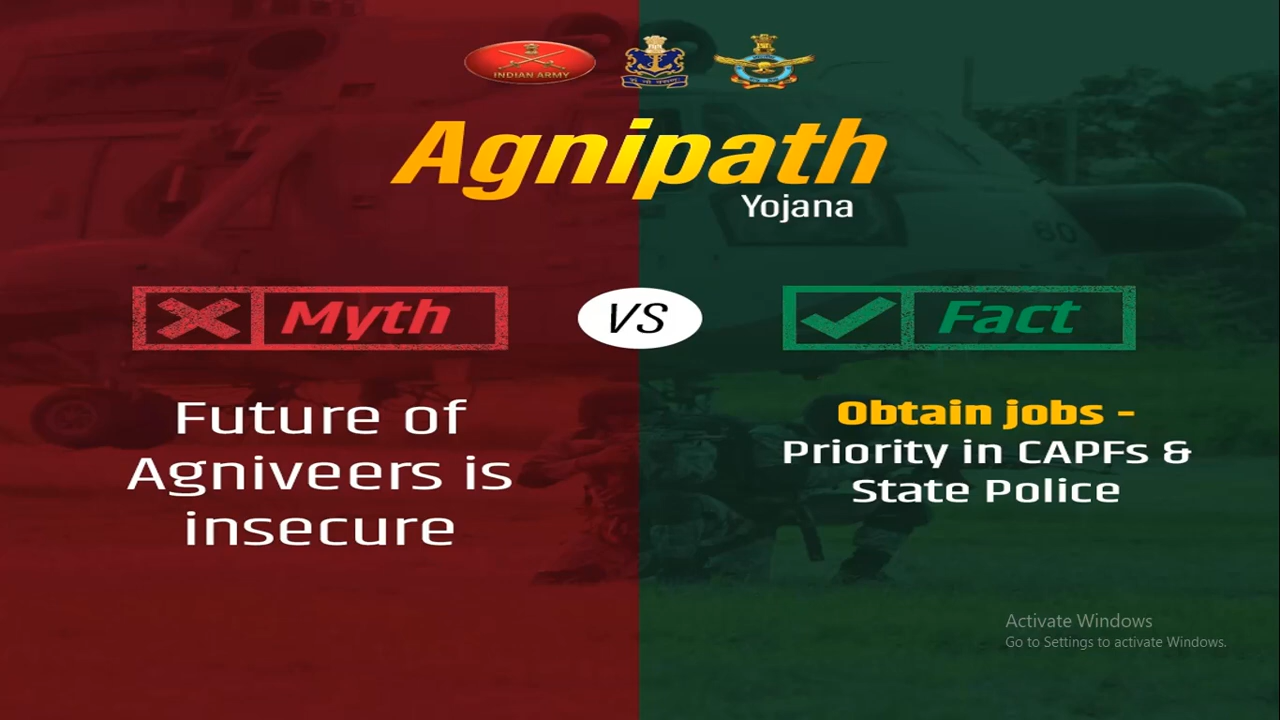 INDIAN ARMY
Agnipath
Yojana
Myth
VS
Fact
Future of
Agniveers is
insecure
Obtain jobs -
Priority in CAPFs &
State Police
Activate Windows
Go to Settings to activate Windows.